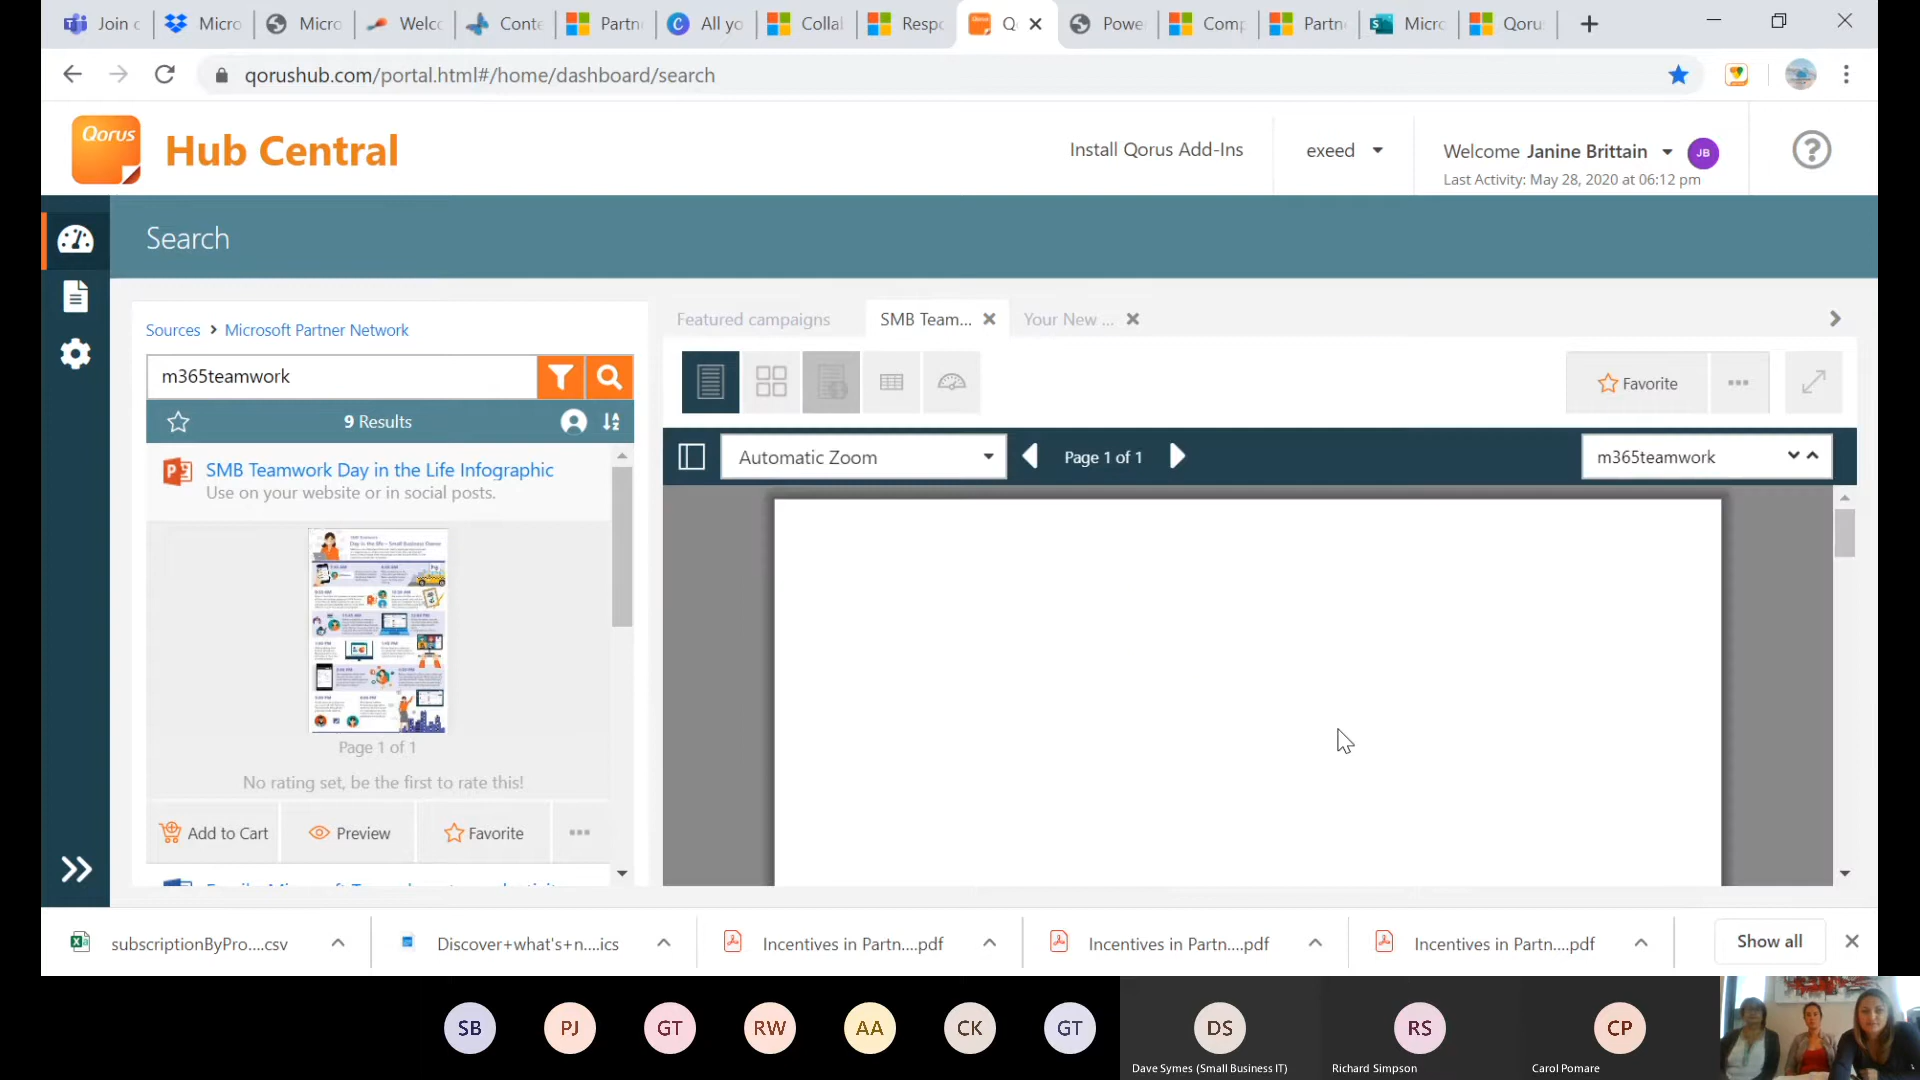 Join c
Micro
Micro
Welc
Conte
Partn
All yo
Colla
Resp
Q
Powe
Comp
Partn
Micro
Qoru
qorushub.com/portal.html#/home/dashboard/search
Qorus
Hub Central
Install Qorus Add-Ins
exeed
Welcome Janine Brittain
JB
Last Activity: May 28, 2020 at 06:12 pm
Search
Sources > Microsoft Partner Network
m365teamwork
9 Results
SMB Teamwork Day in the Life Infographic
Use on your website or in social posts.
Page 1 of 1
No rating set, be the first to rate this!
Add to Cart
Preview
Favorite
Featured campaigns
SMB Team...
Your New ...
Favorite
Automatic Zoom
Page 1 of 1
m365teamwork
subscriptionByPro....csv
Discover+what's+n....ics
Incentives in Partn....pdf
Incentives in Partn....pdf
Incentives in Partn....pdf
Show all
SB
PJ
GT
RW
AA
CK
GT
DS
Dave Symes (Small Business IT)
RS
Richard Simpson
CP
Carol Pomare